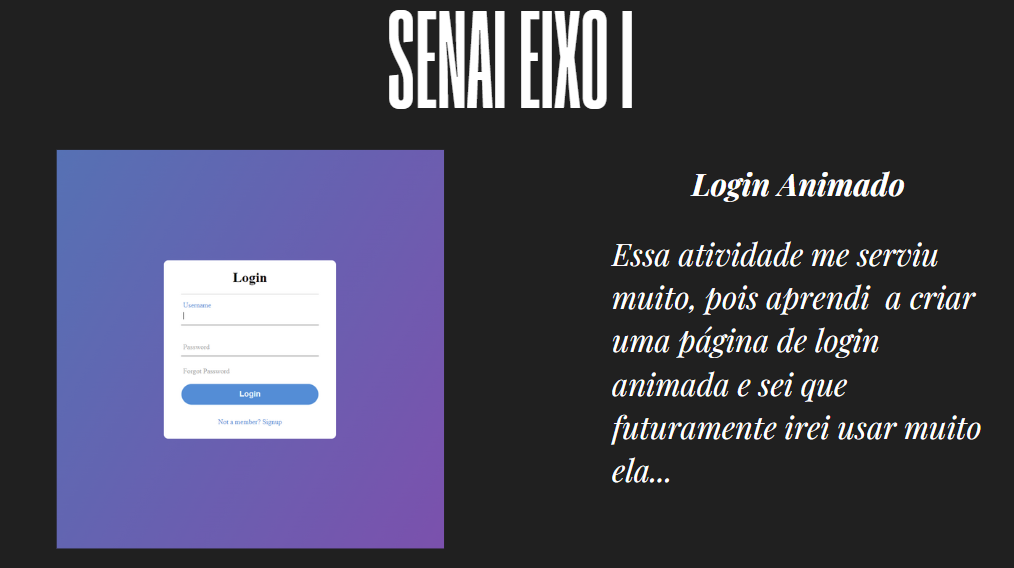 SENAI EIXO I
Login
Username
Password
Forgot Password
Login
Not a member? Signup
Login Animado
Essa atividade me serviu
muito, pois aprendi  a criar
uma página de login
animada e sei que
futuramente irei usar muito
ela...